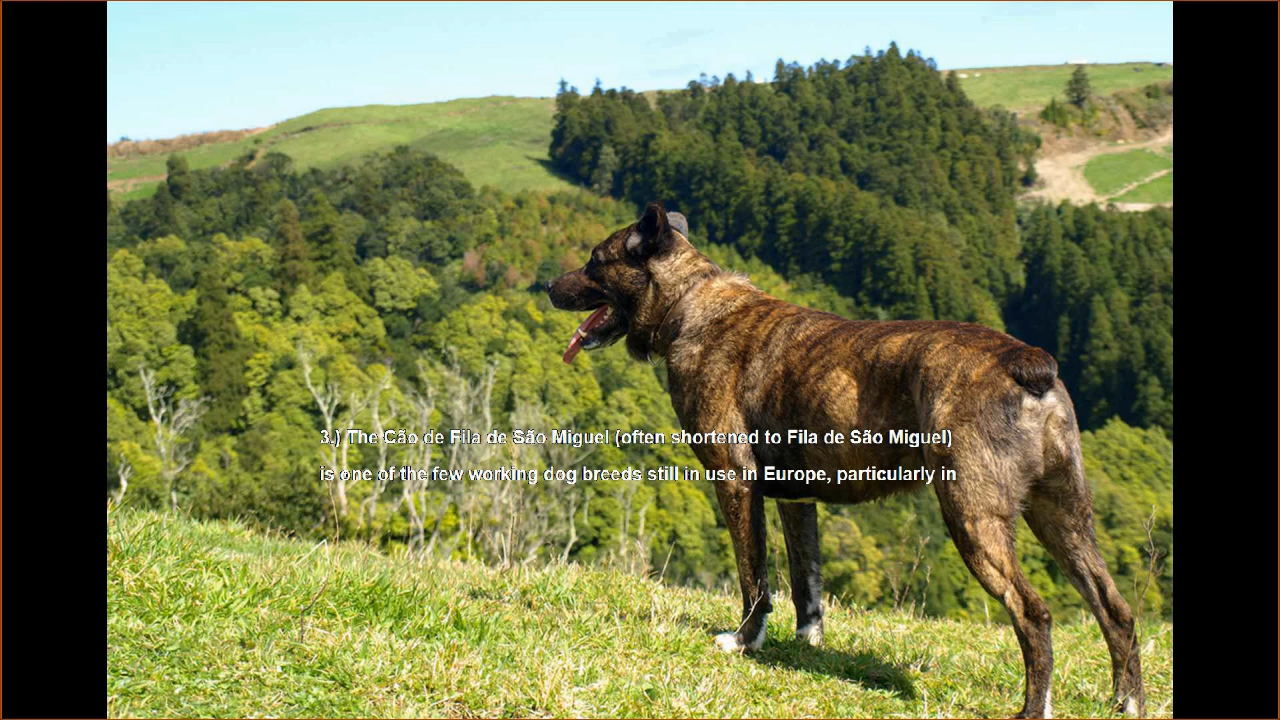 3.) The Cão de Fila de São Miguel (often shortened to Fila de São Miguel)
is one of the few working dog breeds still in use in Europe, particularly in